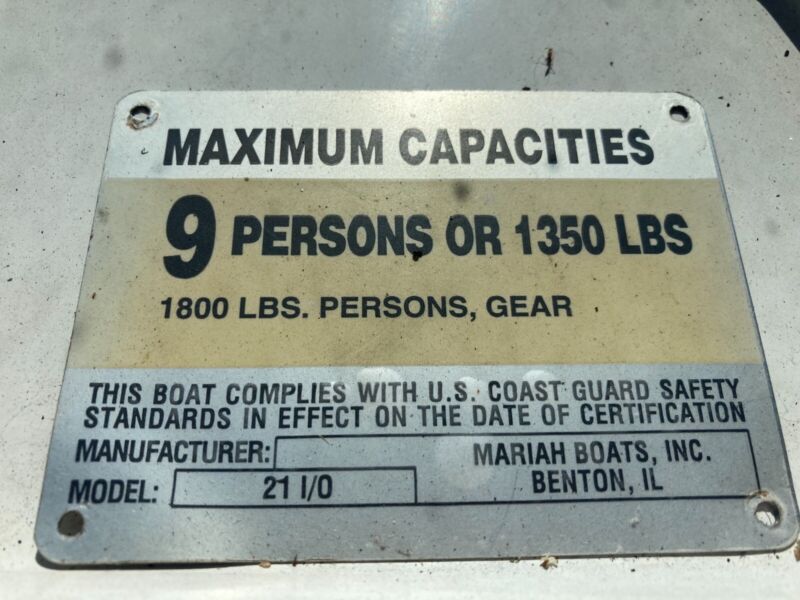 MAXIMUM CAPACITIES
9 PERSONS OR 1350 LBS
1800 LBS. PERSONS, GEAR
THIS BOAT COMPLIES WITH U.S. COAST GUARD SAFETY
STANDARDS IN EFFECT ON THE DATE OF CERTIFICATION
MANUFACTURER: MARIAH BOATS, INC.
BENTON, IL
MODEL: 21 I/O